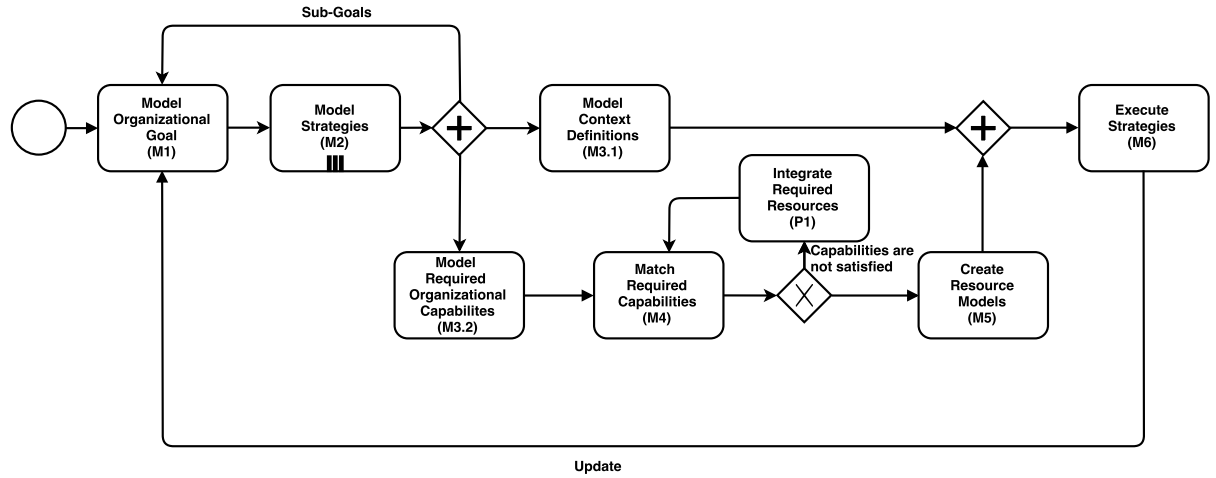 Sub-Goals
Model
Organizational
Goal
(M1)
Model
Strategies
(M2)
Model
Context
Definitions
(M3.1)
Execute
Strategies
(M6)
Integrate
Required
Resources
(P1)
Capabilities are
not satisfied
Model
Required
Organizational
Capabilites
(M3.2)
Match
Required
Capabilities
(M4)
Create
Resource
Models
(M5)
Update